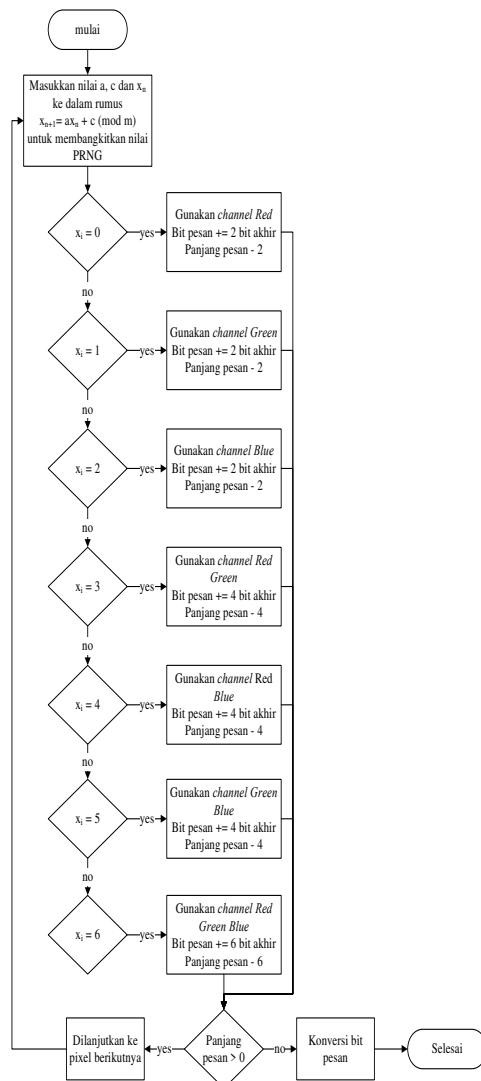 mulai
Masukkan nilai a, c dan xₙ
ke dalam rumus
xₙ₊₁= axₙ + c (mod m)
untuk membangkitkan nilai
PRNG
xᵢ = 0
yes
Gunakan channel Red
Bit pesan += 2 bit akhir
Panjang pesan - 2
no
xᵢ = 1
yes
Gunakan channel Green
Bit pesan += 2 bit akhir
Panjang pesan - 2
no
xᵢ = 2
yes
Gunakan channel Blue
Bit pesan += 2 bit akhir
Panjang pesan - 2
no
xᵢ = 3
yes
Gunakan channel Red
Green
Bit pesan += 4 bit akhir
Panjang pesan - 4
no
xᵢ = 4
yes
Gunakan channel Red
Blue
Bit pesan += 4 bit akhir
Panjang pesan - 4
no
xᵢ = 5
yes
Gunakan channel Green
Blue
Bit pesan += 4 bit akhir
Panjang pesan - 4
no
xᵢ = 6
yes
Gunakan channel Red
Green Blue
Bit pesan += 6 bit akhir
Panjang pesan - 6
Dilanjutkan ke
pixel berikutnya
yes
Panjang
pesan > 0
no
Konversi bit
pesan
Selesai